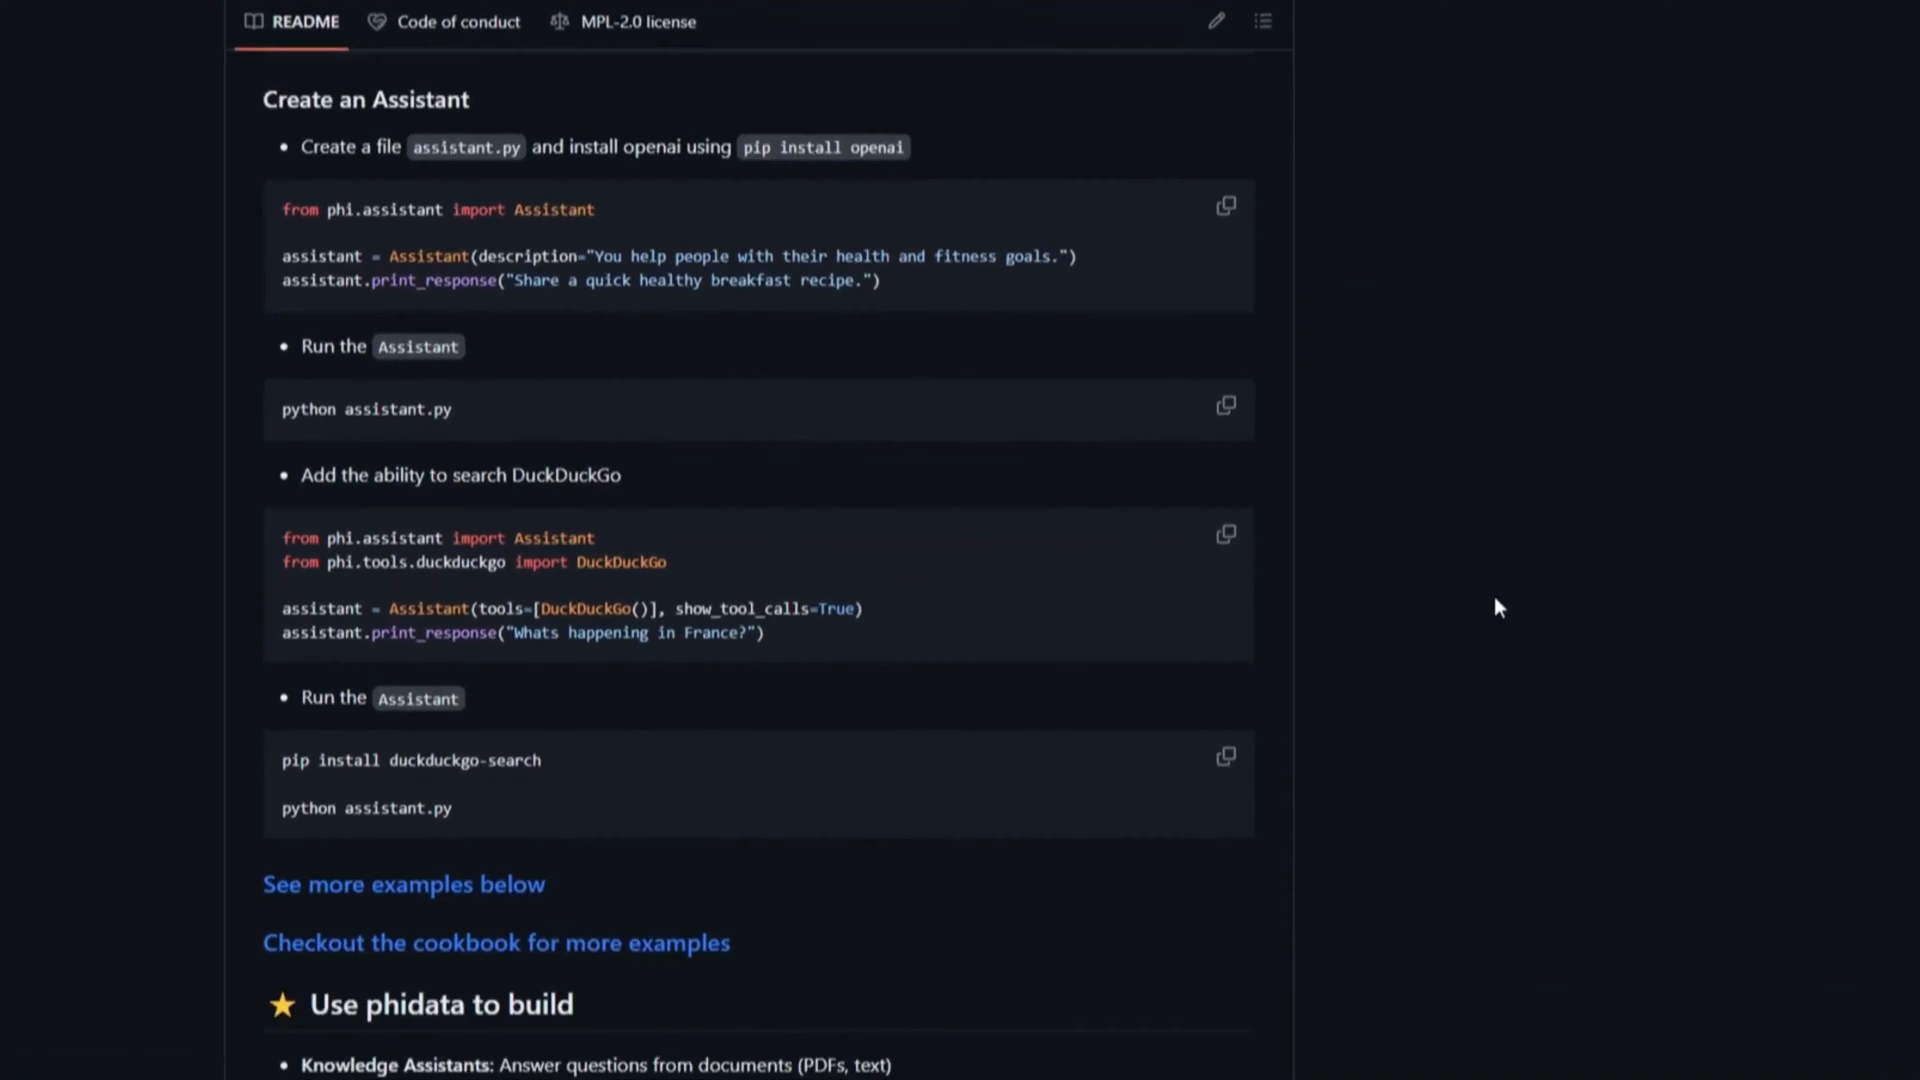 README Code of conduct MPL-2.0 license
Create an Assistant
• Create a file assistant.py and install openai using pip install openai
from phi.assistant import Assistant
assistant = Assistant(description="You help people with their health and fitness goals.")
assistant.print_response("Share a quick healthy breakfast recipe.")
• Run the Assistant
python assistant.py
• Add the ability to search DuckDuckGo
from phi.assistant import Assistant
from phi.tools.duckduckgo import DuckDuckGo
assistant = Assistant(tools=[DuckDuckGo()], show_tool_calls=True)
assistant.print_response("Whats happening in France?")
• Run the Assistant
pip install duckduckgo-search
python assistant.py
See more examples below
Checkout the cookbook for more examples
⭐ Use phidata to build
• Knowledge Assistants: Answer questions from documents (PDFs, text)